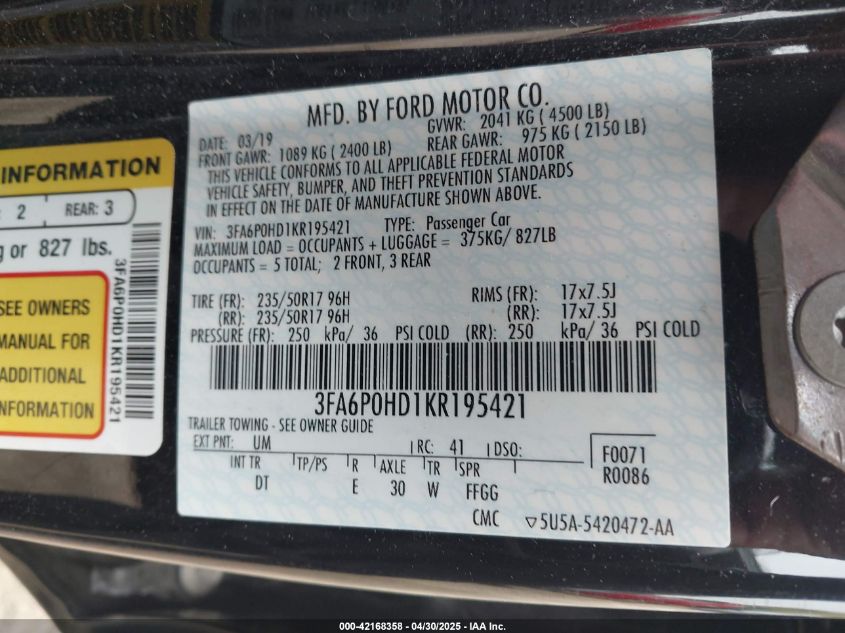 INFORMATION
: 2 REAR: 3
g or 827 lbs.
SEE OWNERS
MANUAL FOR
ADDITIONAL
INFORMATION
3FA6P0HD1KR195421
MFD. BY FORD MOTOR CO.
DATE: 03/19 GVWR: 2041 KG ( 4500 LB)
FRONT GAWR: 1089 KG ( 2400 LB) REAR GAWR: 975 KG ( 2150 LB)
THIS VEHICLE CONFORMS TO ALL APPLICABLE FEDERAL MOTOR
VEHICLE SAFETY, BUMPER, AND THEFT PREVENTION STANDARDS
IN EFFECT ON THE DATE OF MANUFACTURE SHOWN ABOVE.
VIN: 3FA6P0HD1KR195421 TYPE: Passenger Car
MAXIMUM LOAD = OCCUPANTS + LUGGAGE = 375KG/ 827LB
OCCUPANTS = 5 TOTAL; 2 FRONT, 3 REAR
TIRE (FR): 235/50R17 96H RIMS (FR): 17x7.5J
(RR): 235/50R17 96H (RR): 17x7.5J
PRESSURE (FR): 250 kPa/ 36 PSI COLD (RR): 250 kPa/ 36 PSI COLD
3FA6P0HD1KR195421
TRAILER TOWING - SEE OWNER GUIDE
EXT PNT: UM RC: 41 DSO: F0071
INT TR TP/PS R AXLE TR SPR R0086
DT E 30 W FFGG
CMC ▽5U5A-5420472-AA
000-42168358 - 04/30/2025 - IAA Inc.